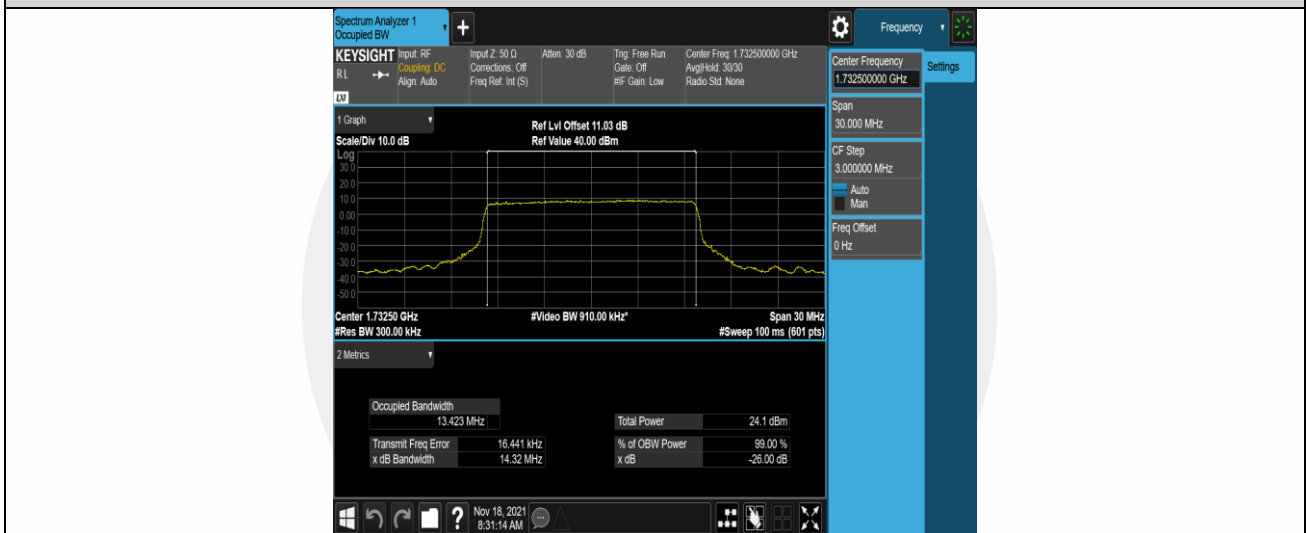 Spectrum Analyzer 1
Occupied BW
+
Frequency
KEYSIGHT
RL
LXI
Input: RF
Coupling: DC
Align: Auto
Input Z: 50 Ω
Corrections: Off
Freq Ref: Int (S)
Atten: 30 dB
Trig: Free Run
Gate: Off
#IF Gain: Low
Center Freq: 1.732500000 GHz
Avg|Hold: 30/30
Radio Std: None
Center Frequency
1.732500000 GHz
Settings
Span
30.000 MHz
CF Step
3.000000 MHz
Auto
Man
Freq Offset
0 Hz
1 Graph
Scale/Div 10.0 dB
Ref Lvl Offset 11.03 dB
Ref Value 40.00 dBm
Log
30.0
20.0
10.0
0.00
-10.0
-20.0
-30.0
-40.0
-50.0
Center 1.73250 GHz
#Video BW 910.00 kHz*
Span 30 MHz
#Res BW 300.00 kHz
#Sweep 100 ms (601 pts)
2 Metrics
Occupied Bandwidth
13.423 MHz
Total Power 24.1 dBm
Transmit Freq Error 16.441 kHz
% of OBW Power 99.00 %
x dB Bandwidth 14.32 MHz
x dB -26.00 dB
?
Nov 18, 2021
8:31:14 AM